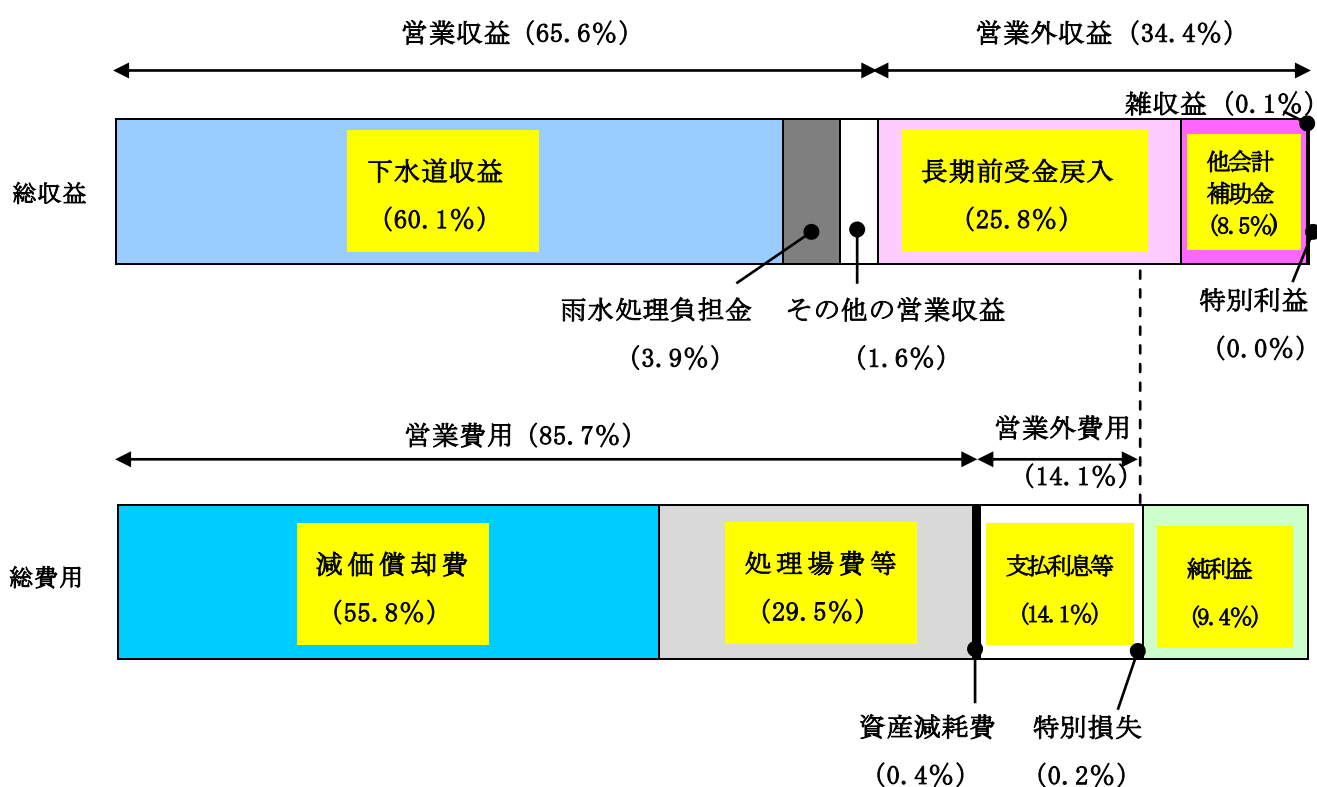 営業収益 (65.6%)
営業外収益 (34.4%)
雑収益 (0.1%)
総収益
下水道収益
(60.1%)
長期前受金戻入
(25.8%)
他会計
補助金
(8.5%)
雨水処理負担金
(3.9%)
その他の営業収益
(1.6%)
特別利益
(0.0%)
営業費用 (85.7%)
営業外費用
(14.1%)
総費用
減価償却費
(55.8%)
処理場費等
(29.5%)
支払利息等
(14.1%)
純利益
(9.4%)
資産減耗費
(0.4%)
特別損失
(0.2%)